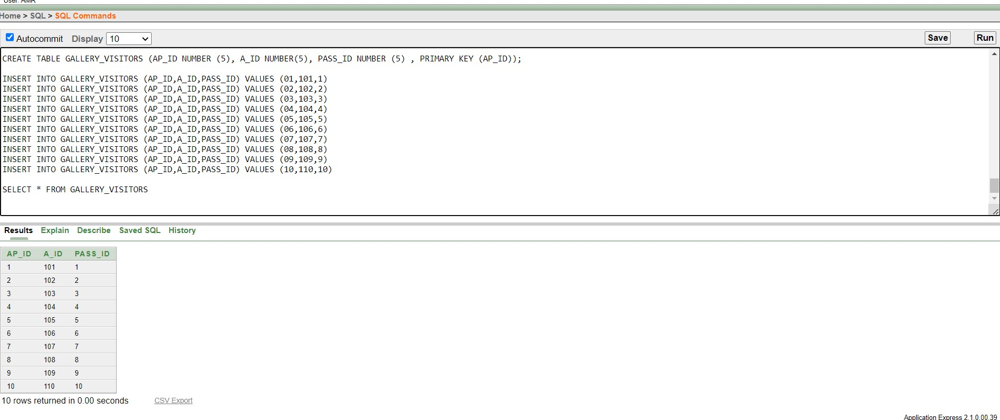 User: AMR
Home > SQL > SQL Commands
Autocommit Display 10 Save Run
CREATE TABLE GALLERY_VISITORS (AP_ID NUMBER (5), A_ID NUMBER(5), PASS_ID NUMBER (5) , PRIMARY KEY (AP_ID));
INSERT INTO GALLERY_VISITORS (AP_ID,A_ID,PASS_ID) VALUES (01,101,1)
INSERT INTO GALLERY_VISITORS (AP_ID,A_ID,PASS_ID) VALUES (02,102,2)
INSERT INTO GALLERY_VISITORS (AP_ID,A_ID,PASS_ID) VALUES (03,103,3)
INSERT INTO GALLERY_VISITORS (AP_ID,A_ID,PASS_ID) VALUES (04,104,4)
INSERT INTO GALLERY_VISITORS (AP_ID,A_ID,PASS_ID) VALUES (05,105,5)
INSERT INTO GALLERY_VISITORS (AP_ID,A_ID,PASS_ID) VALUES (06,106,6)
INSERT INTO GALLERY_VISITORS (AP_ID,A_ID,PASS_ID) VALUES (07,107,7)
INSERT INTO GALLERY_VISITORS (AP_ID,A_ID,PASS_ID) VALUES (08,108,8)
INSERT INTO GALLERY_VISITORS (AP_ID,A_ID,PASS_ID) VALUES (09,109,9)
INSERT INTO GALLERY_VISITORS (AP_ID,A_ID,PASS_ID) VALUES (10,110,10)
SELECT * FROM GALLERY_VISITORS
Results Explain Describe Saved SQL History
AP_ID A_ID PASS_ID
1 101 1
2 102 2
3 103 3
4 104 4
5 105 5
6 106 6
7 107 7
8 108 8
9 109 9
10 110 10
10 rows returned in 0.00 seconds CSV Export
Application Express 2.1.0.00.39